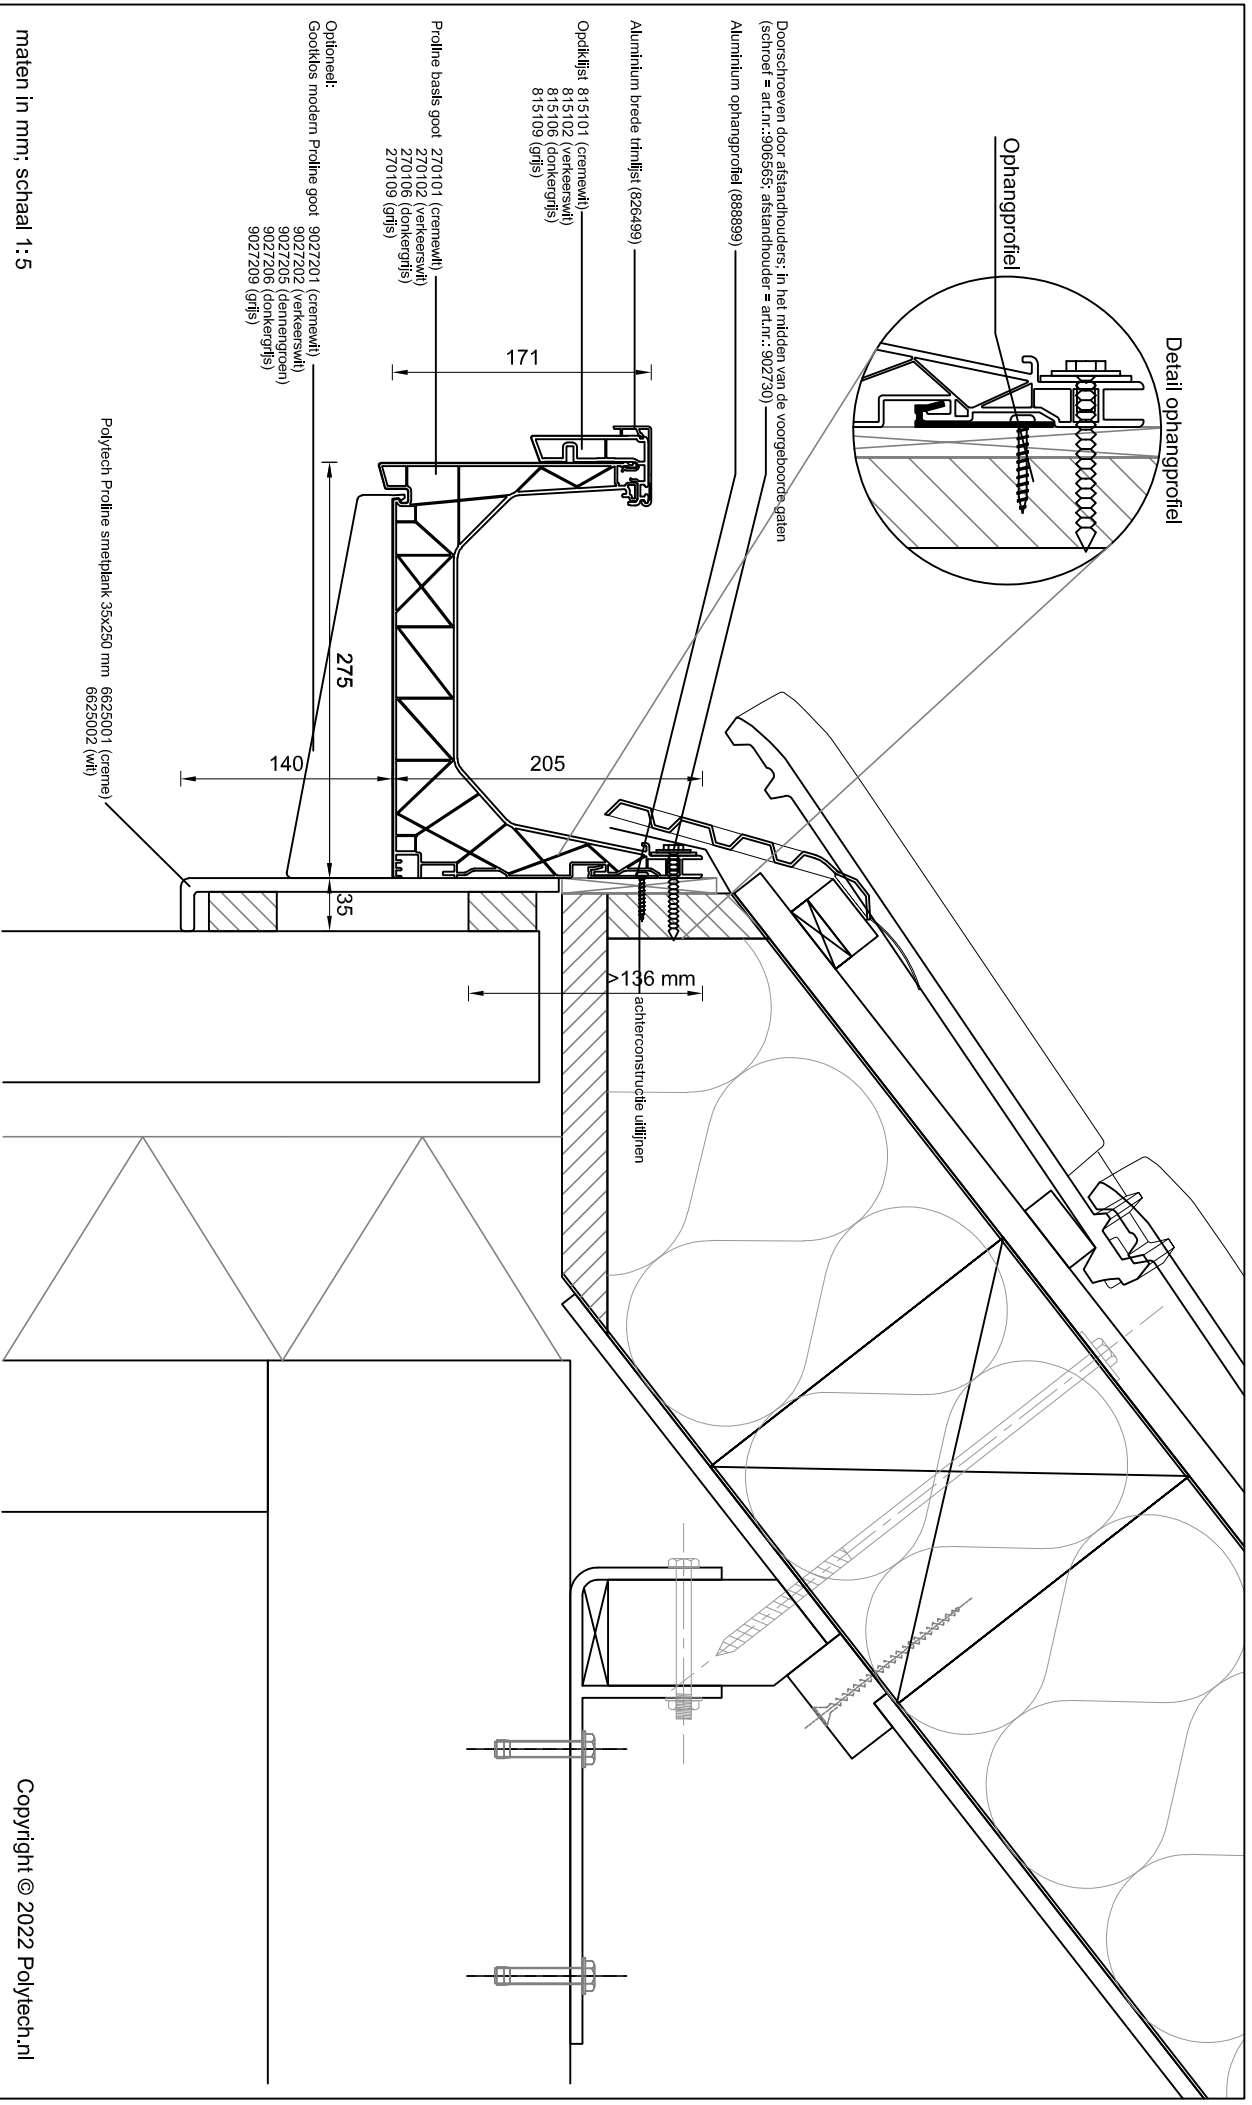 Detail ophangprofiel
Ophangprofiel
Doorschroeven door afstandhouders; in het midden van de voorgeboorde gaten
(schroef = art.nr.:906565; afstandhouder = art.nr.: 902730)
Aluminium ophangprofiel (888899)
Aluminium brede trimlijst (826499)
Opdiklijst 815101 (cremewit)
815102 (verkeerswit)
815106 (donkergrijs)
815109 (grijs)
Proline basis goot 270101 (cremewit)
270102 (verkeerswit)
270106 (donkergrijs)
270109 (grijs)
Optioneel:
Gootklos modern Proline goot 9027201 (cremewit)
9027202 (verkeerswit)
9027205 (dennengroen)
9027206 (donkergrijs)
9027209 (grijs)
Polytech Proline smetplank 35x250 mm 6625001 (creme)
6625002 (wit)
171
275
205
140
35
>136 mm
achterconstructie uitlijnen
maten in mm; schaal 1:5
Copyright © 2022 Polytech.nl